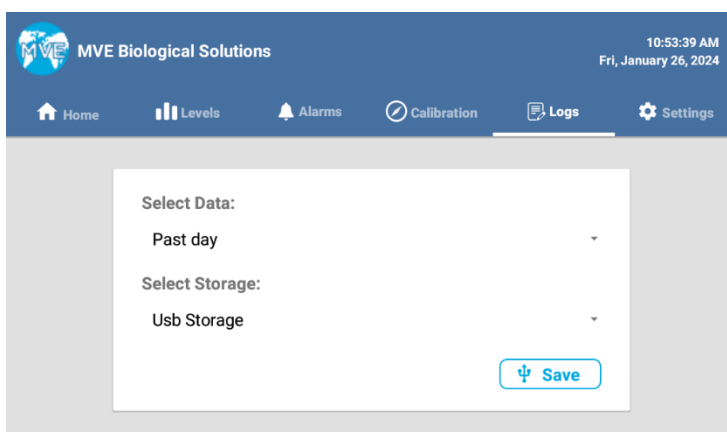 MVE
MVE Biological Solutions
10:53:39 AM
Fri, January 26, 2024
Home
Levels
Alarms
Calibration
Logs
Settings
Select Data:
Past day
Select Storage:
Usb Storage
Save